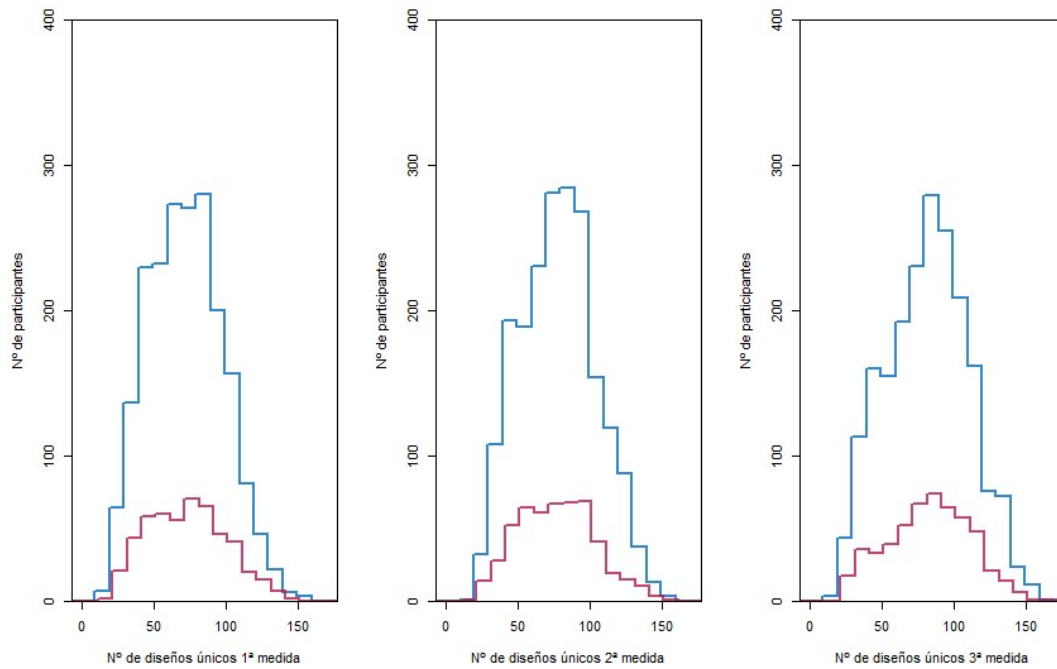 400
300
200
100
0
Nº de participantes
0 50 100 150
Nº de diseños únicos 1ª medida
400
300
200
100
0
Nº de participantes
0 50 100 150
Nº de diseños únicos 2ª medida
400
300
200
100
0
Nº de participantes
0 50 100 150
Nº de diseños únicos 3ª medida